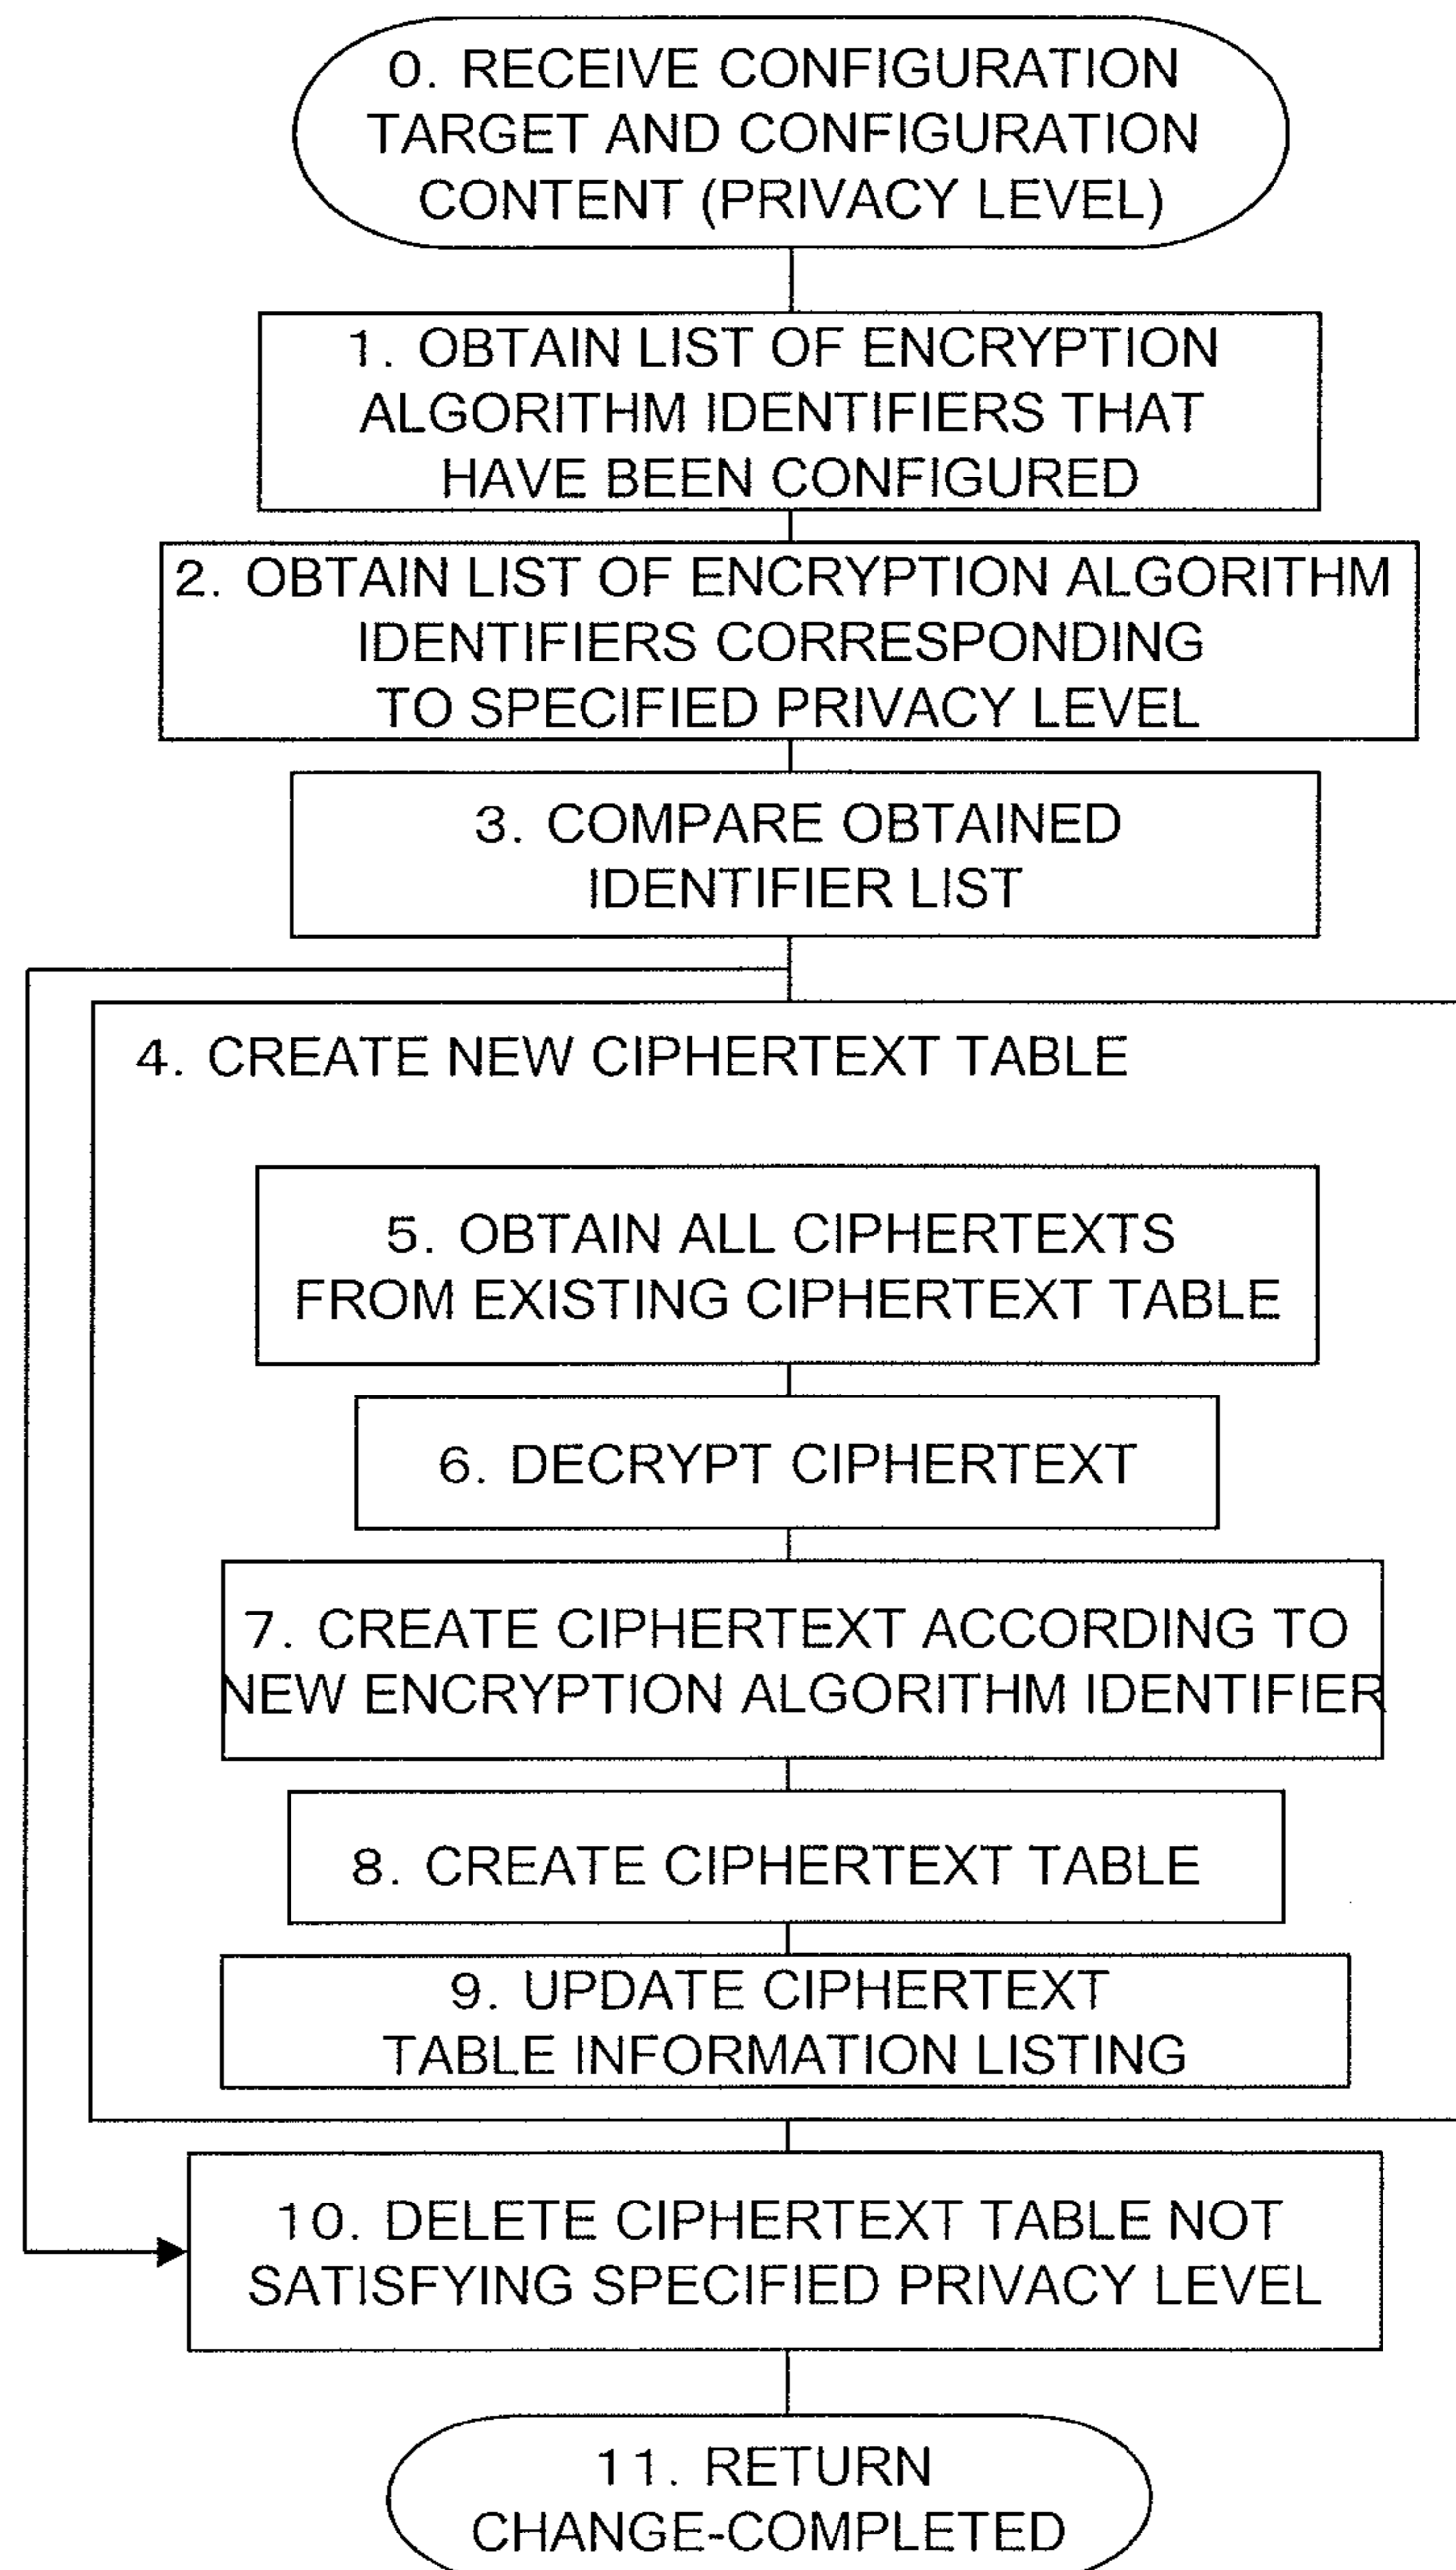 0. RECEIVE CONFIGURATION
TARGET AND CONFIGURATION
CONTENT (PRIVACY LEVEL)
1. OBTAIN LIST OF ENCRYPTION
ALGORITHM IDENTIFIERS THAT
HAVE BEEN CONFIGURED
2. OBTAIN LIST OF ENCRYPTION ALGORITHM
IDENTIFIERS CORRESPONDING
TO SPECIFIED PRIVACY LEVEL
3. COMPARE OBTAINED
IDENTIFIER LIST
4. CREATE NEW CIPHERTEXT TABLE
5. OBTAIN ALL CIPHERTEXTS
FROM EXISTING CIPHERTEXT TABLE
6. DECRYPT CIPHERTEXT
7. CREATE CIPHERTEXT ACCORDING TO
NEW ENCRYPTION ALGORITHM IDENTIFIER
8. CREATE CIPHERTEXT TABLE
9. UPDATE CIPHERTEXT
TABLE INFORMATION LISTING
10. DELETE CIPHERTEXT TABLE NOT
SATISFYING SPECIFIED PRIVACY LEVEL
11. RETURN
CHANGE-COMPLETED